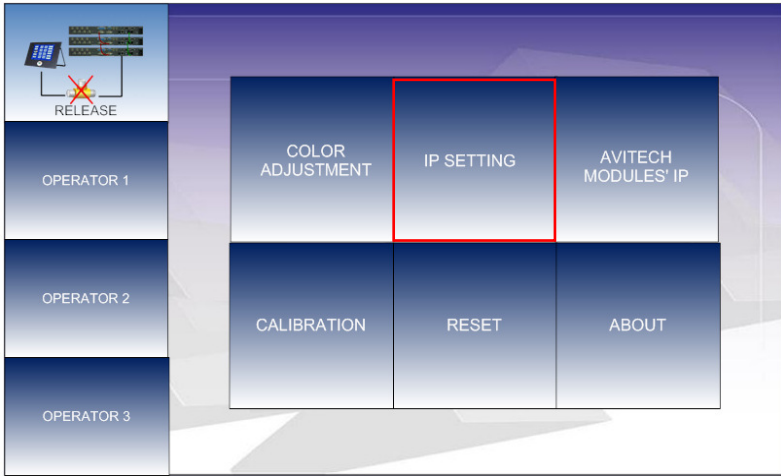 RELEASE
OPERATOR 1
OPERATOR 2
OPERATOR 3
COLOR
ADJUSTMENT
IP SETTING
AVITECH
MODULES' IP
CALIBRATION
RESET
ABOUT